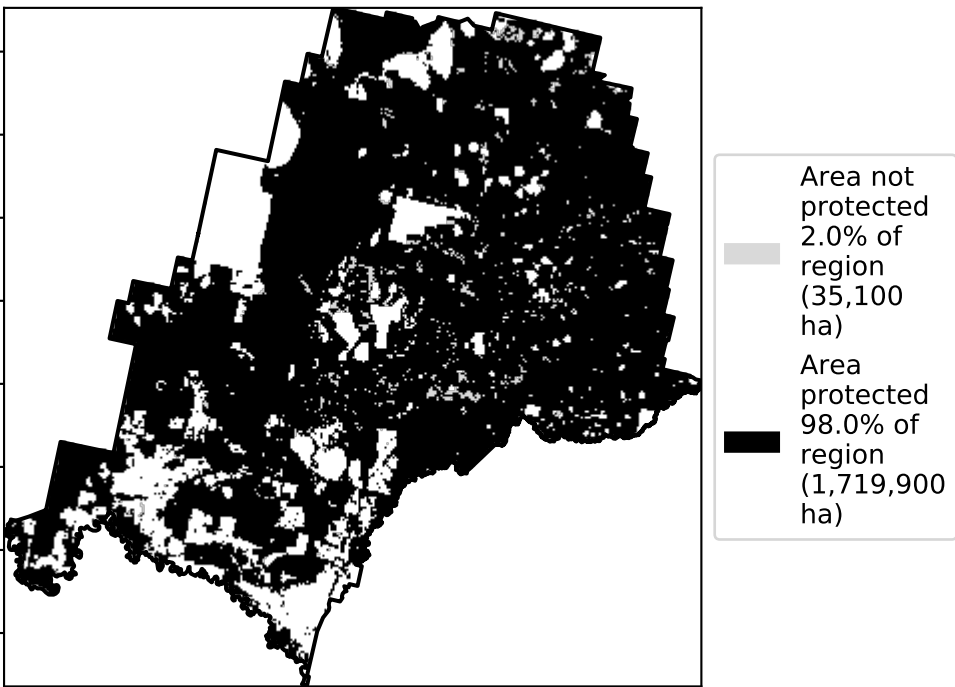 Area not
protected
2.0% of
region
(35,100
ha)
Area
protected
98.0% of
region
(1,719,900
ha)